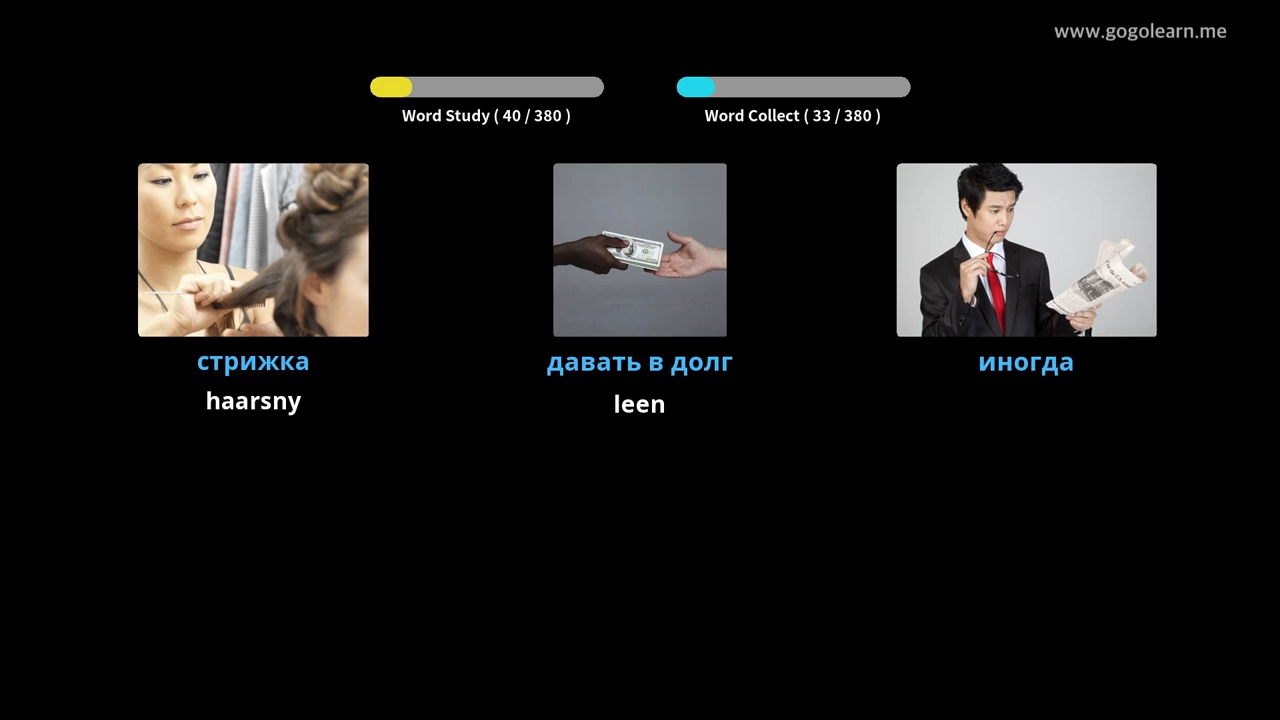 www.gogolearn.me
Word Study ( 40 / 380 )
Word Collect ( 33 / 380 )
стрижка
давать в долг
иногда
haarsny
leen